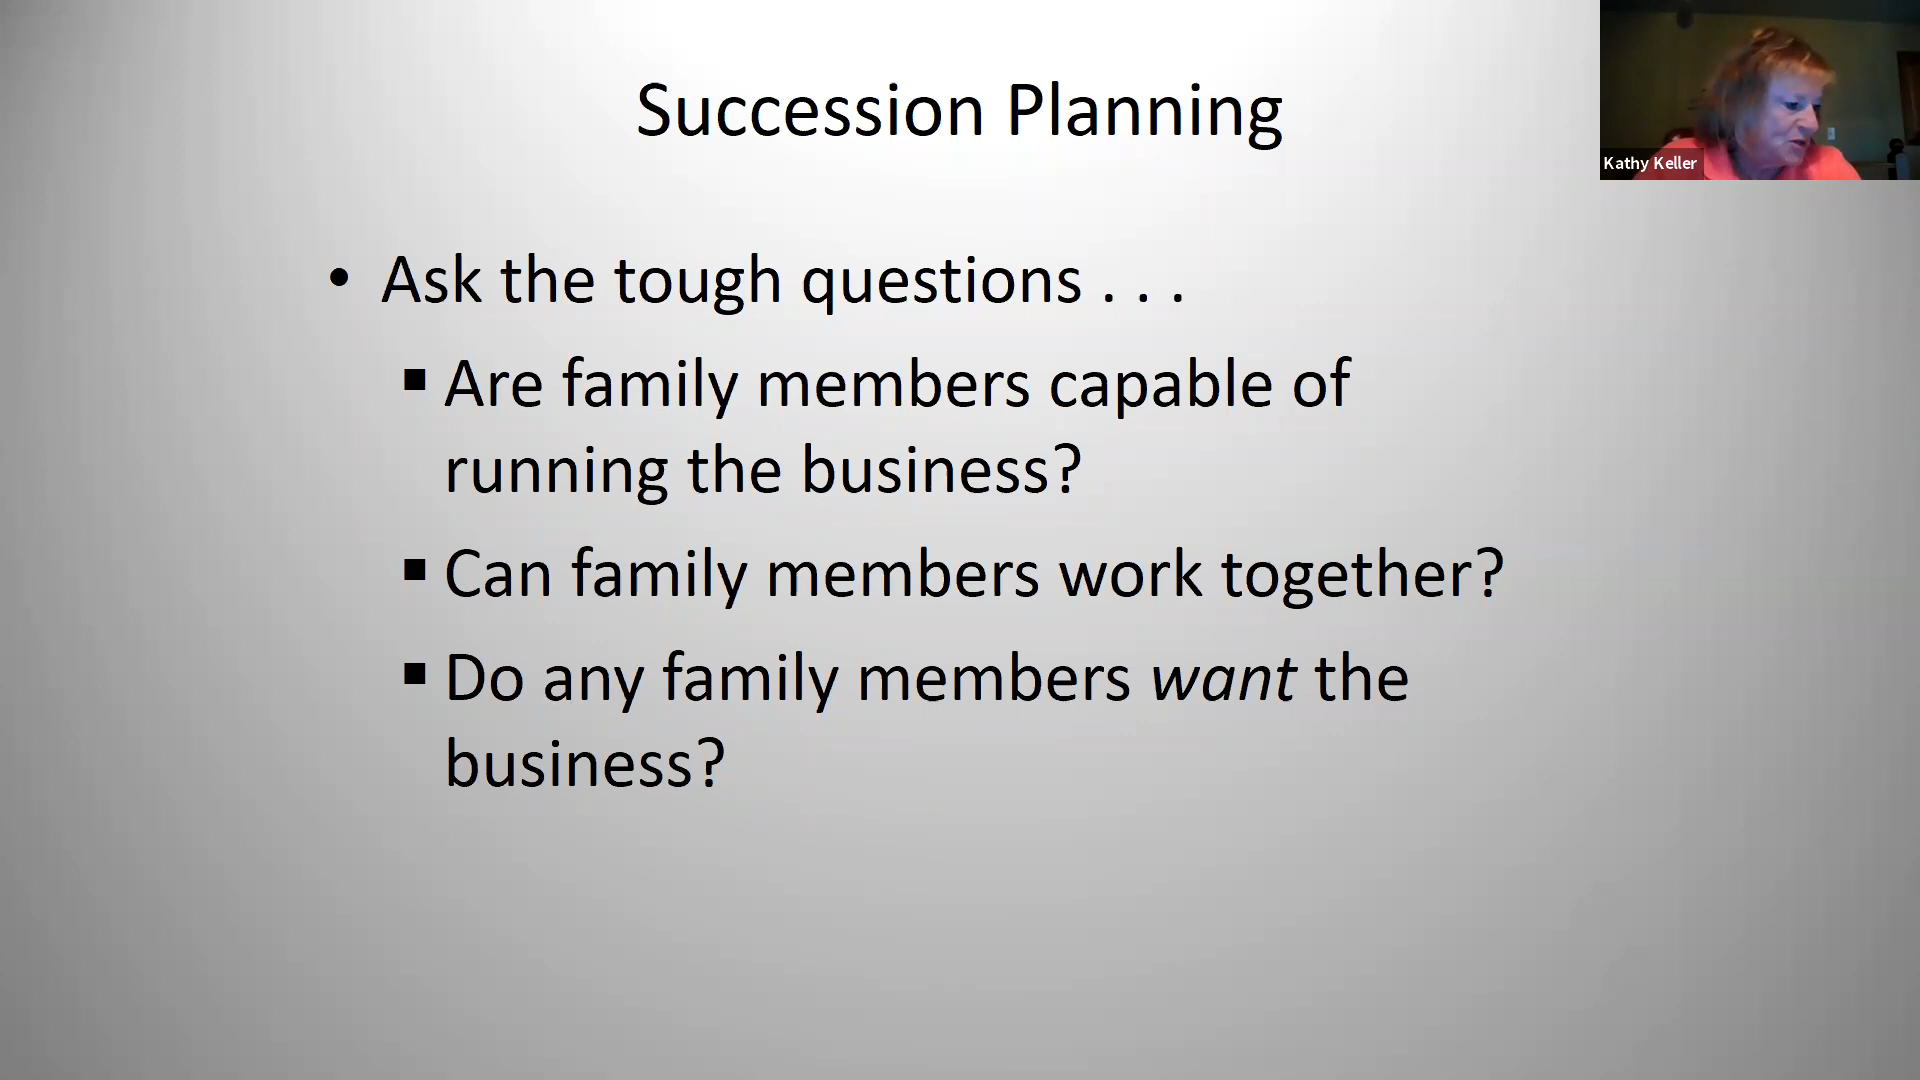 Succession Planning
Kathy Keller
• Ask the tough questions . . .
▪ Are family members capable of
running the business?
▪ Can family members work together?
▪ Do any family members want the
business?